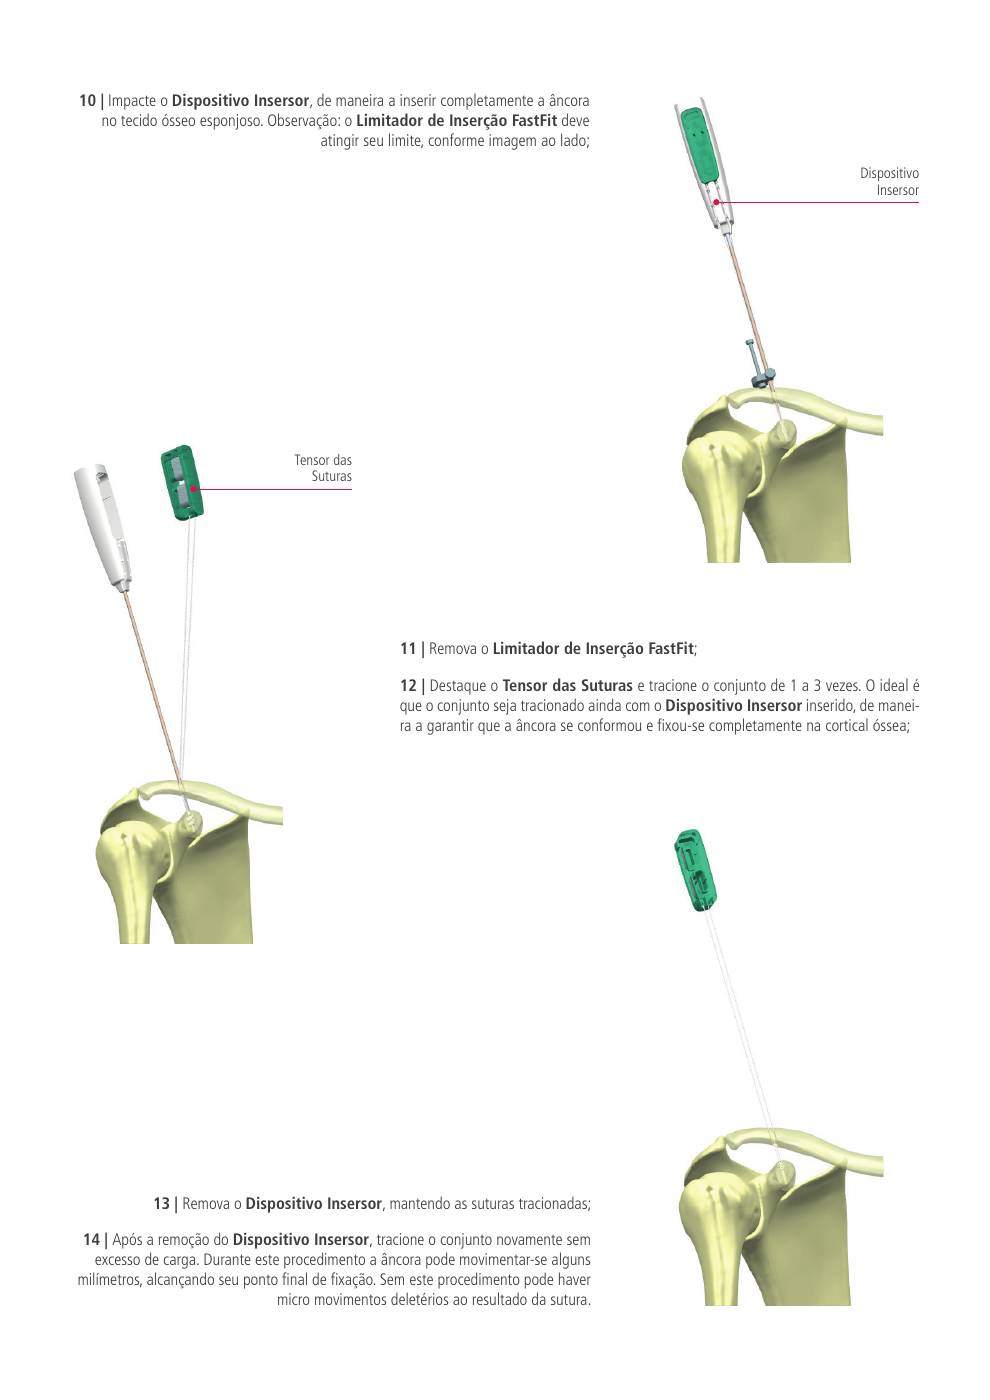 10 | Impacte o Dispositivo Insersor, de maneira a inserir completamente a âncora
no tecido ósseo esponjoso. Observação: o Limitador de Inserção FastFit deve
atingir seu limite, conforme imagem ao lado;
Dispositivo
Insersor
Tensor das
Suturas
11 | Remova o Limitador de Inserção FastFit;
12 | Destaque o Tensor das Suturas e tracione o conjunto de 1 a 3 vezes. O ideal é
que o conjunto seja tracionado ainda com o Dispositivo Insersor inserido, de manei-
ra a garantir que a âncora se conformou e fixou-se completamente na cortical óssea;
13 | Remova o Dispositivo Insersor, mantendo as suturas tracionadas;
14 | Após a remoção do Dispositivo Insersor, tracione o conjunto novamente sem
excesso de carga. Durante este procedimento a âncora pode movimentar-se alguns
milímetros, alcançando seu ponto final de fixação. Sem este procedimento pode haver
micro movimentos deletérios ao resultado da sutura.